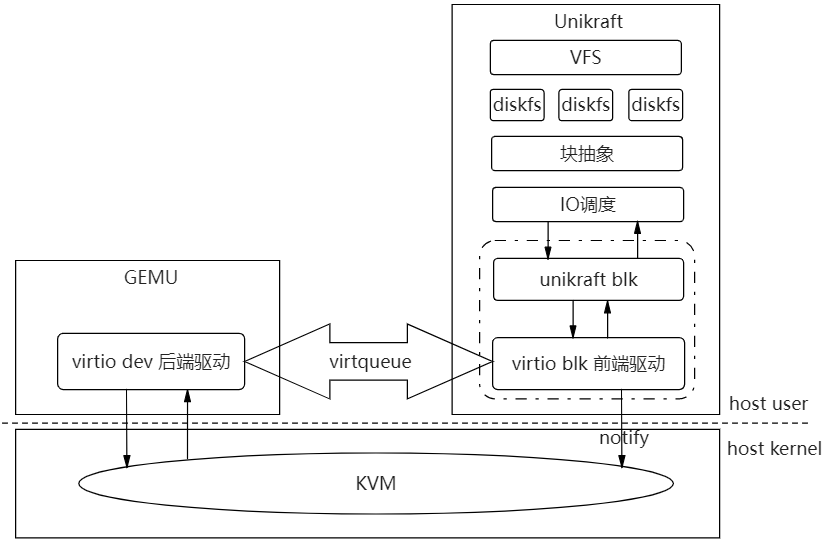 Unikraft
VFS
diskfs diskfs diskfs
块抽象
IO调度
unikraft blk
virtio blk 前端驱动
GEMU
virtio dev 后端驱动
virtqueue
host user
notify
host kernel
KVM